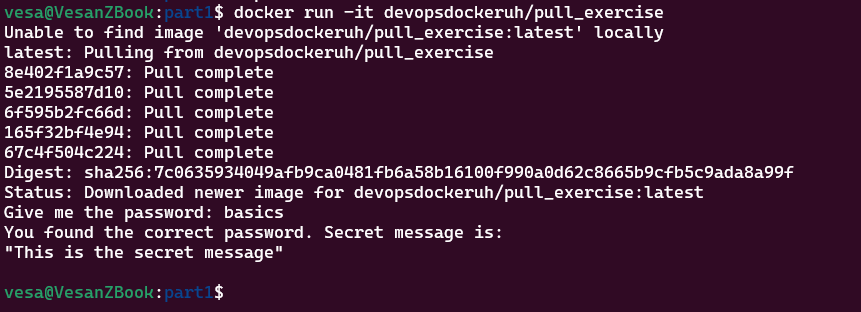 vesa@VesanZBook:part1$ docker run -it devopsdockeruh/pull_exercise
Unable to find image 'devopsdockeruh/pull_exercise:latest' locally
latest: Pulling from devopsdockeruh/pull_exercise
8e402f1a9c57: Pull complete
5e2195587d10: Pull complete
6f595b2fc66d: Pull complete
165f32bf4e94: Pull complete
67c4f504c224: Pull complete
Digest: sha256:7c0635934049afb9ca0481fb6a58b16100f990a0d62c8665b9cfb5c9ada8a99f
Status: Downloaded newer image for devopsdockeruh/pull_exercise:latest
Give me the password: basics
You found the correct password. Secret message is:
"This is the secret message"
vesa@VesanZBook:part1$